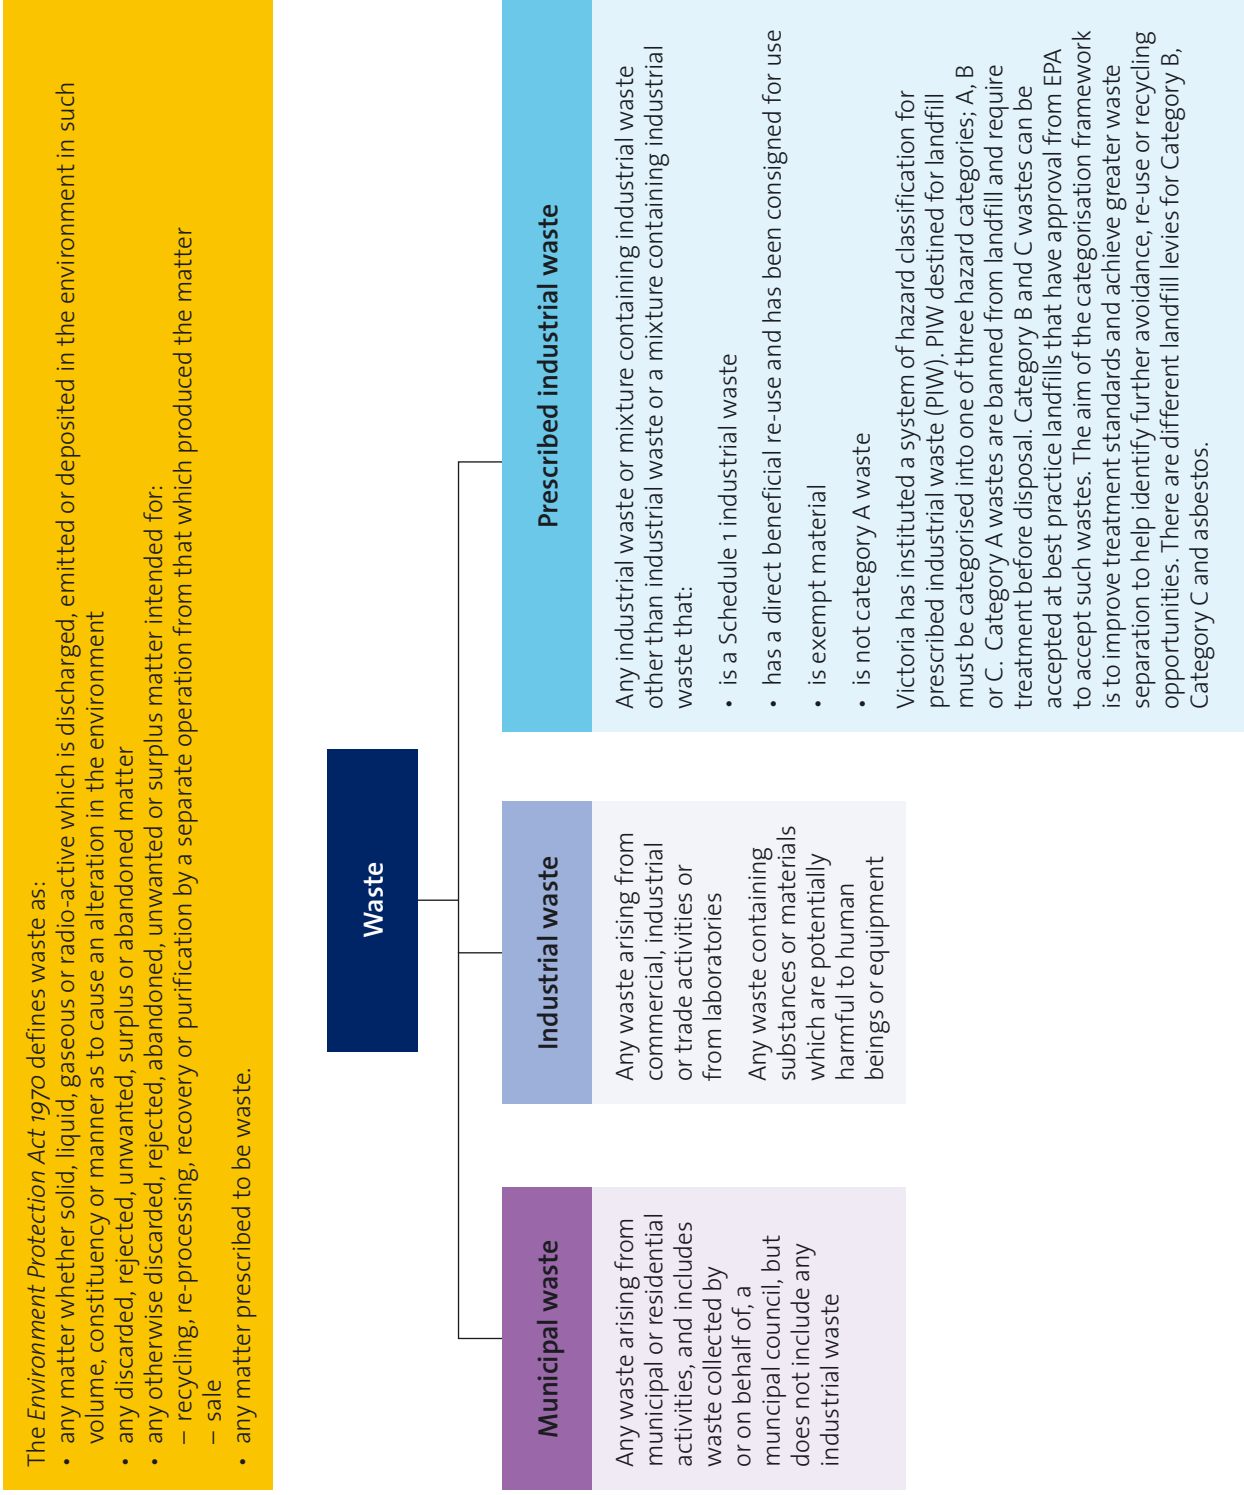 The Environment Protection Act 1970 defines waste as:
• any matter whether solid, liquid, gaseous or radio-active which is discharged, emitted or deposited in the environment in such
volume, constituency or manner as to cause an alteration in the environment
• any discarded, rejected, unwanted, surplus or abandoned matter
• any otherwise discarded, rejected, abandoned, unwanted or surplus matter intended for:
– recycling, re-processing, recovery or purification by a separate operation from that which produced the matter
– sale
• any matter prescribed to be waste.
Waste
Municipal waste
Any waste arising from
municipal or residential
activities, and includes
waste collected by
or on behalf of, a
muncipal council, but
does not include any
industrial waste
Industrial waste
Any waste arising from
commercial, industrial
or trade activities or
from laboratories
Any waste containing
substances or materials
which are potentially
harmful to human
beings or equipment
Prescribed industrial waste
Any industrial waste or mixture containing industrial waste
other than industrial waste or a mixture containing industrial
waste that:
• is a Schedule 1 industrial waste
• has a direct beneficial re-use and has been consigned for use
• is exempt material
• is not category A waste
Victoria has instituted a system of hazard classification for
prescribed industrial waste (PIW). PIW destined for landfill
must be categorised into one of three hazard categories; A, B
or C. Category A wastes are banned from landfill and require
treatment before disposal. Category B and C wastes can be
accepted at best practice landfills that have approval from EPA
to accept such wastes. The aim of the categorisation framework
is to improve treatment standards and achieve greater waste
separation to help identify further avoidance, re-use or recycling
opportunities. There are different landfill levies for Category B,
Category C and asbestos.